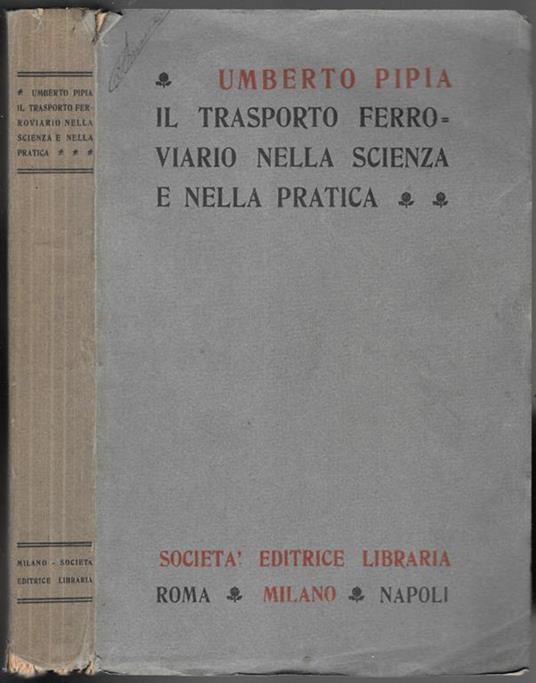 UMBERTO PIPIA
IL TRASPORTO FERRO=
VIARIO NELLA SCIENZA
E NELLA PRATICA
SOCIETA' EDITRICE LIBRARIA
ROMA MILANO NAPOLI
UMBERTO PIPIA
IL TRASPORTO FER-
ROVIARIO NELLA
SCIENZA E NELLA
PRATICA
MILANO - SOCIETÀ
EDITRICE LIBRARIA